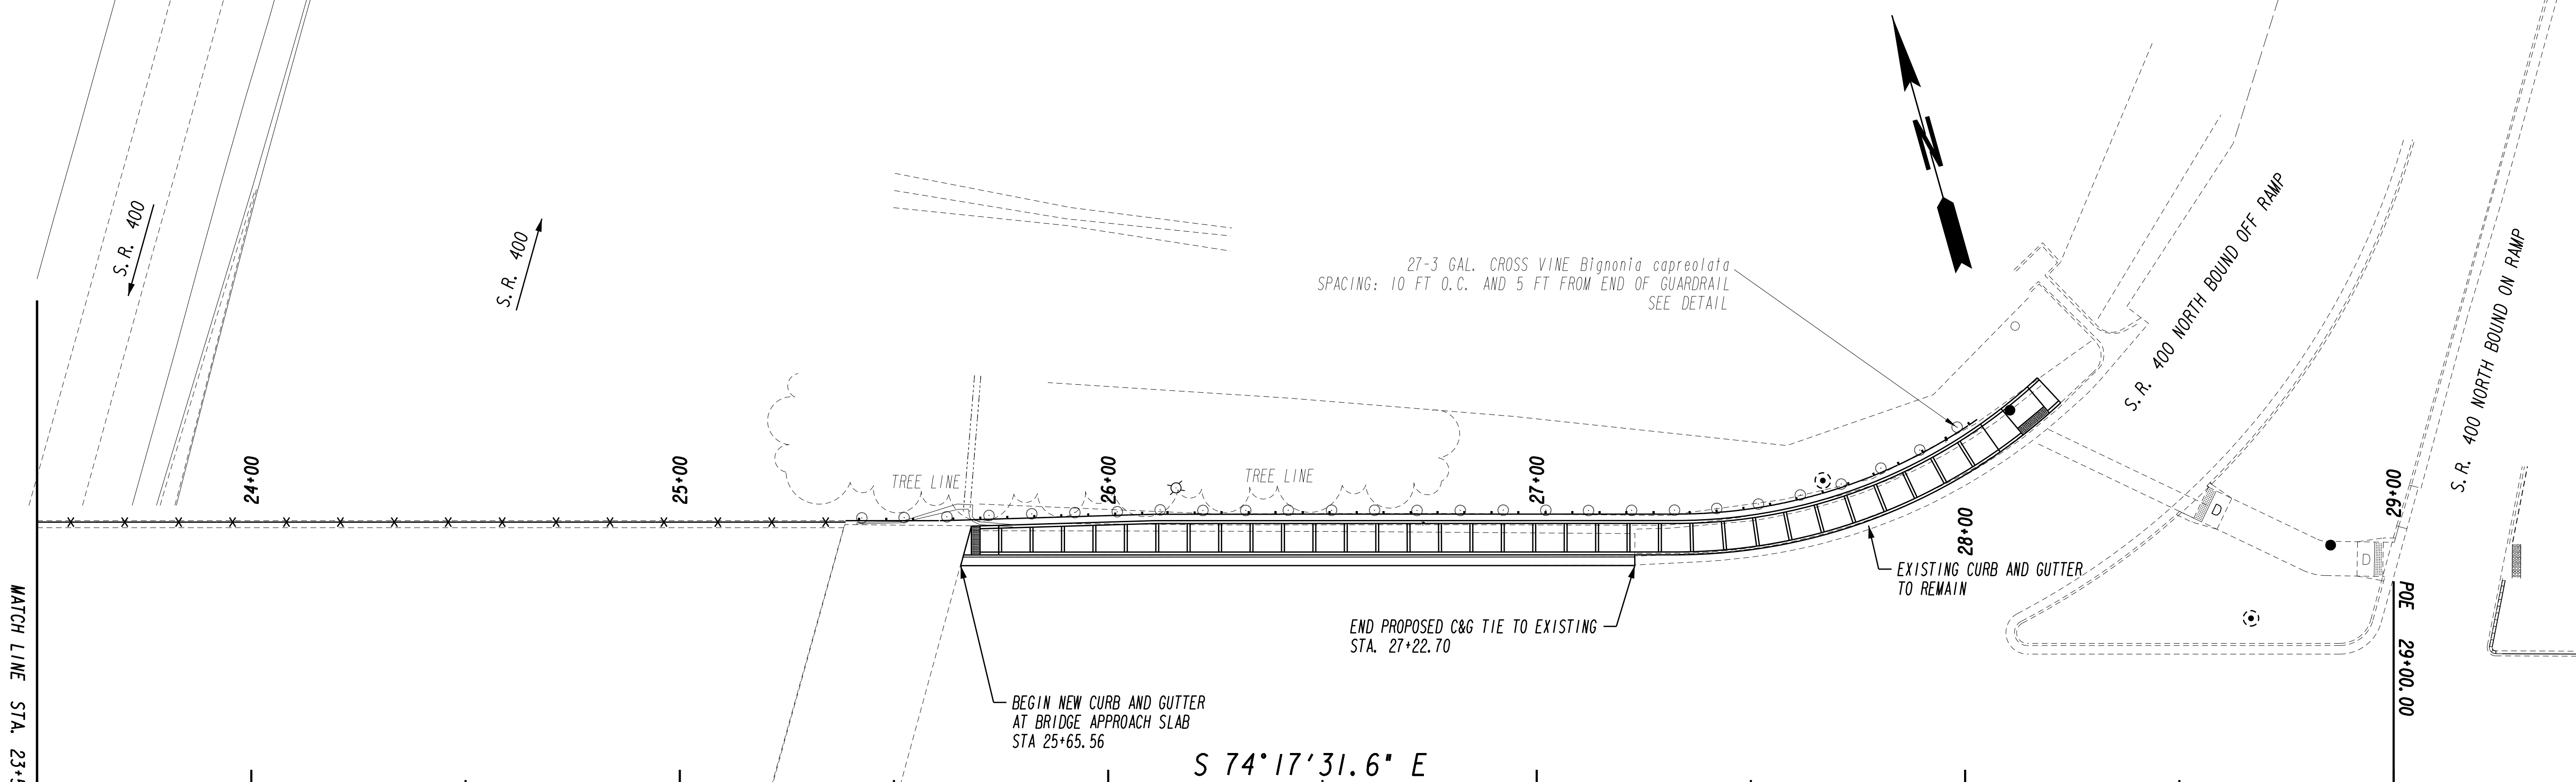 S.R. 400
S.R. 400
N
27-3 GAL. CROSS VINE Bignonia capreolata
SPACING: 10 FT O.C. AND 5 FT FROM END OF GUARDRAIL
SEE DETAIL
S.R. 400 NORTH BOUND OFF RAMP
S.R. 400 NORTH BOUND ON RAMP
24+00
25+00
TREE LINE
26+00
TREE LINE
27+00
28+00
29+00
D
D
EXISTING CURB AND GUTTER
TO REMAIN
END PROPOSED C&G TIE TO EXISTING
STA. 27+22.70
BEGIN NEW CURB AND GUTTER
AT BRIDGE APPROACH SLAB
STA 25+65.56
MATCH LINE STA.
POE 29+00.00
S 74°17'31.6" E